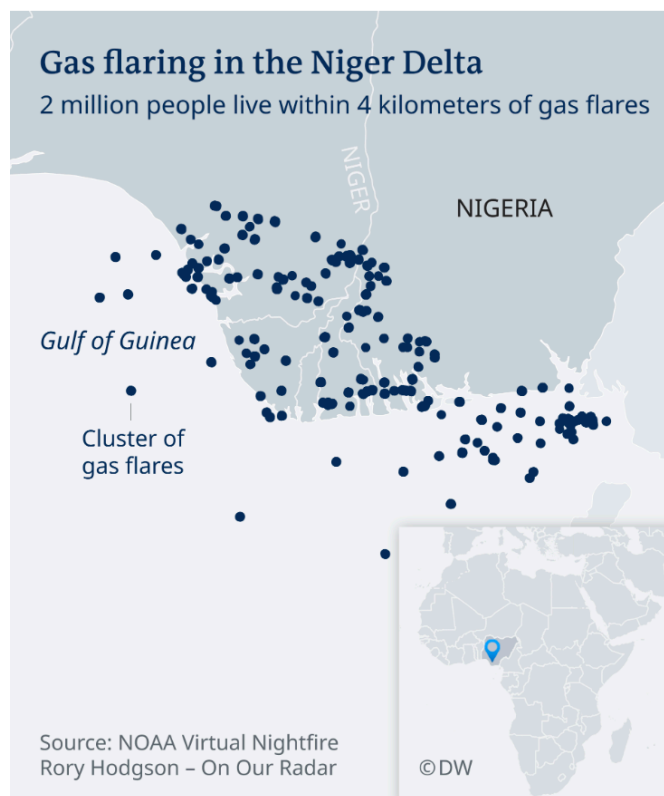 Gas flaring in the Niger Delta
2 million people live within 4 kilometers of gas flares
NIGER
NIGERIA
Gulf of Guinea
Cluster of
gas flares
Source: NOAA Virtual Nightfire
Rory Hodgson – On Our Radar
©DW